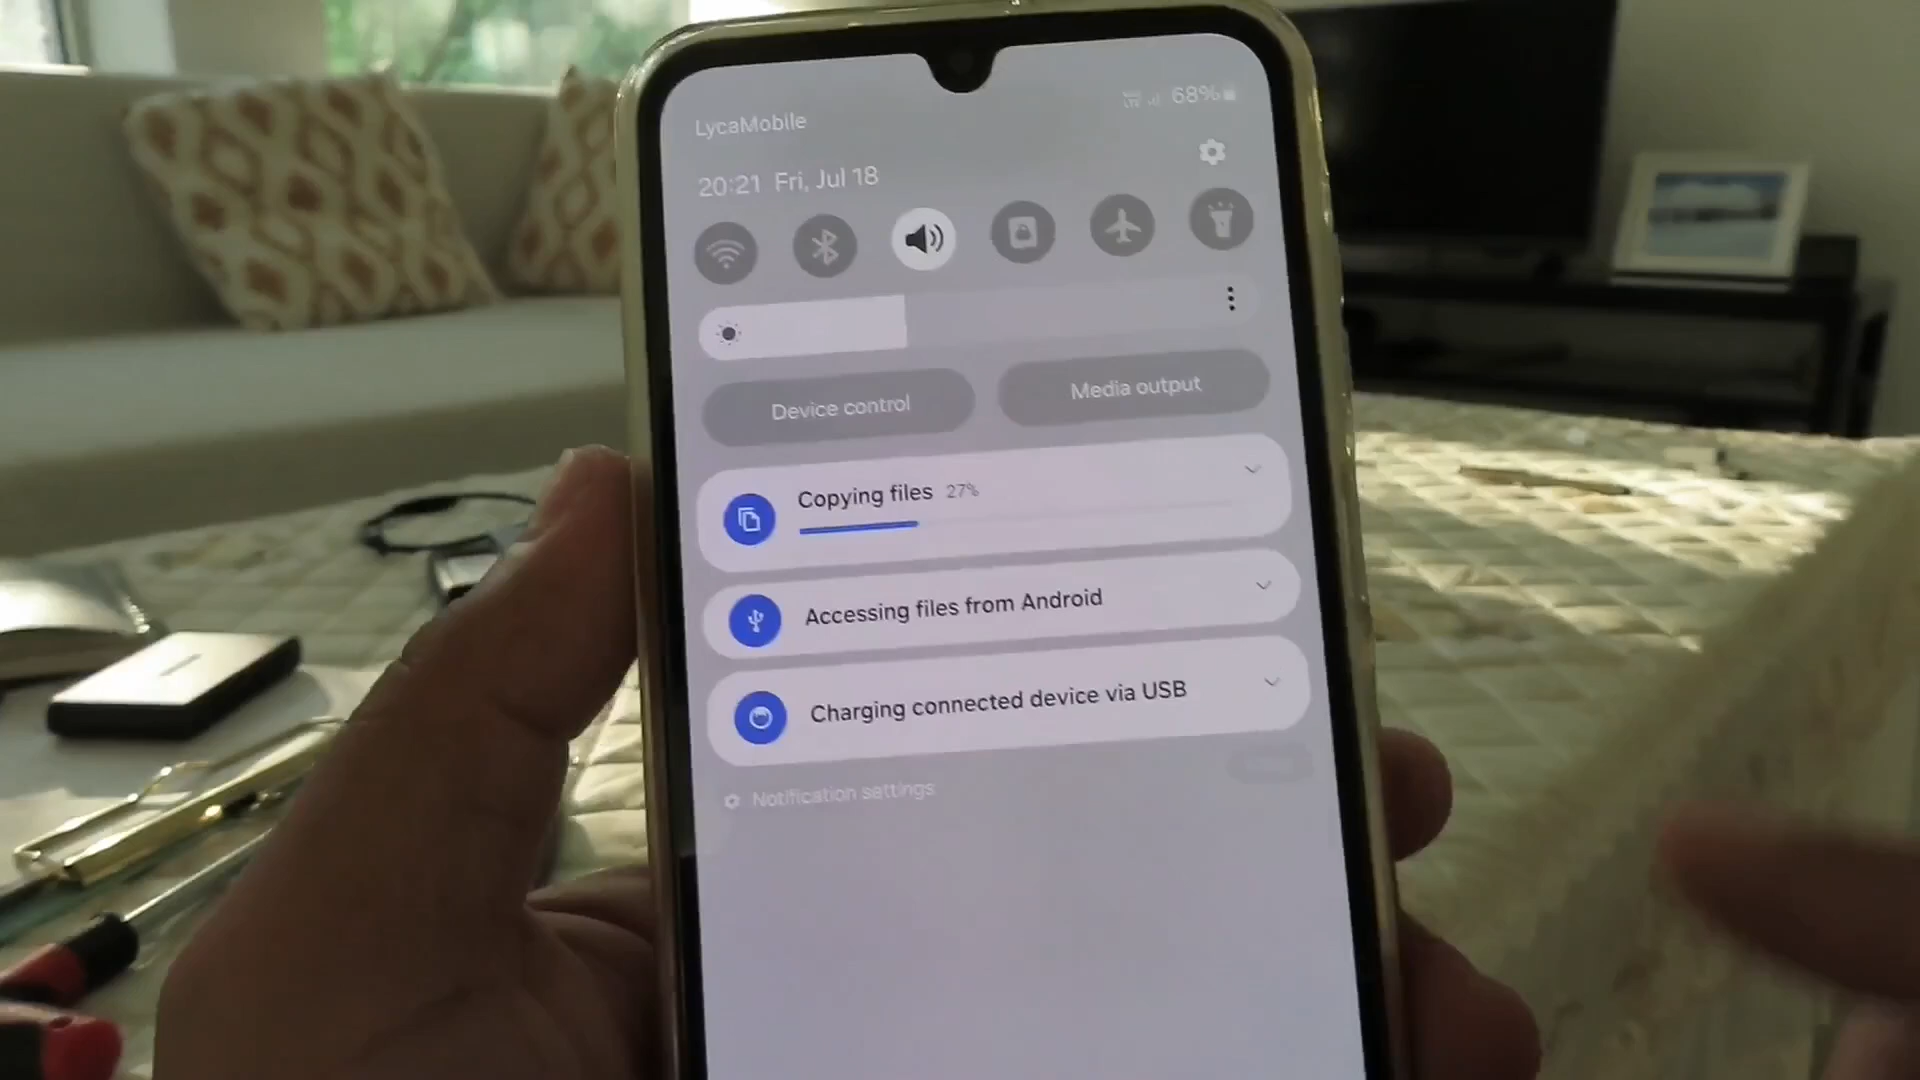 LycaMobile
68%
20:21 Fri, Jul 18
Device control
Media output
Copying files 27%
Accessing files from Android
Charging connected device via USB
Notification settings